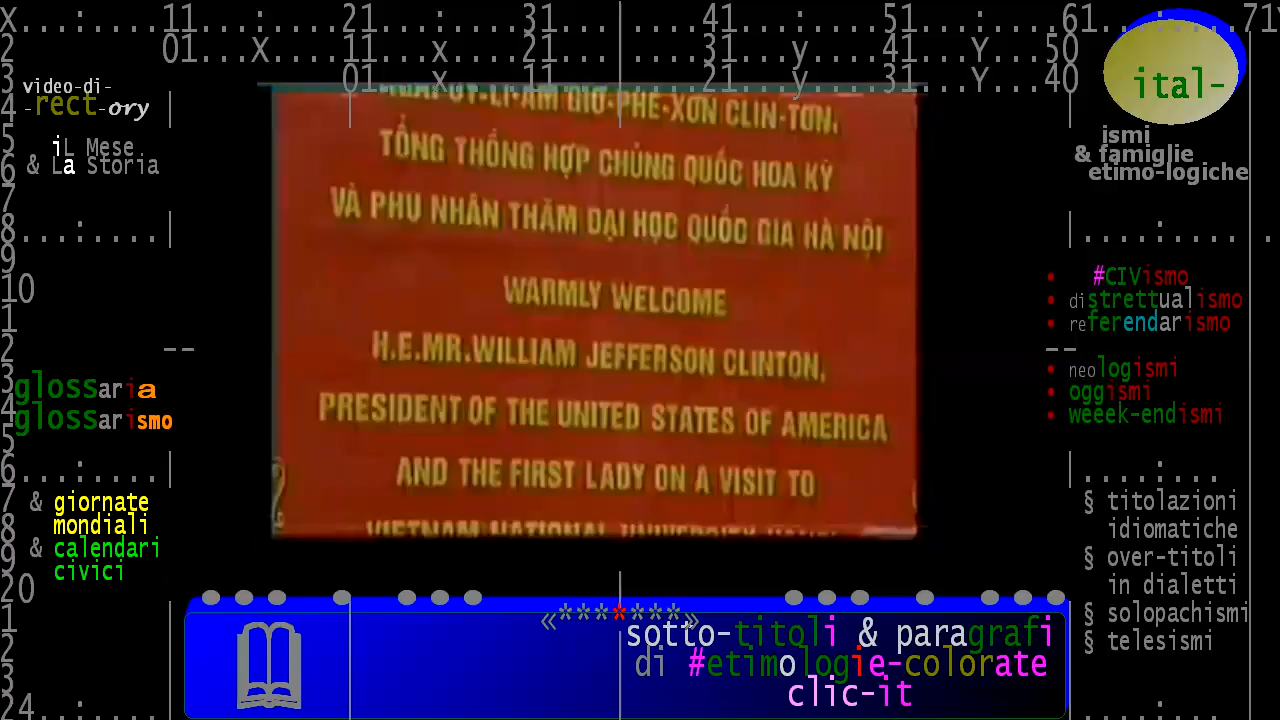 X...:....11....:....21....:....31....:....41....:....51....:....61....:....71
01...X....11....x....21.........31....y....41...Y...50
01....x....11.........21....y....31...Y...40
video-di-
-rect-ory
iL Mese
& La Storia
ital-
ismi
& famiglie
etimo-logiche
TỔNG THỐNG HỢP CHỦNG QUỐC HOA KỲ
VÀ PHU NHÂN THĂM ĐẠI HỌC QUỐC GIA HÀ NỘI
WARMLY WELCOME
H.E.MR.WILLIAM JEFFERSON CLINTON,
PRESIDENT OF THE UNITED STATES OF AMERICA
AND THE FIRST LADY ON A VISIT TO
VIETNAM NATIONAL UNIVERSITY
#CIVismo
distrettualismo
referendarismo
neologismi
oggismi
weeek-endismi
glossaria
glossarismo
& giornate
mondiali
& calendari
civici
§ titolazioni
idiomatiche
§ over-titoli
in dialetti
§ solopachismi
§ telesismi
«*******»
sotto-titoli & paragrafi
di #etimologie-colorate
clic-it